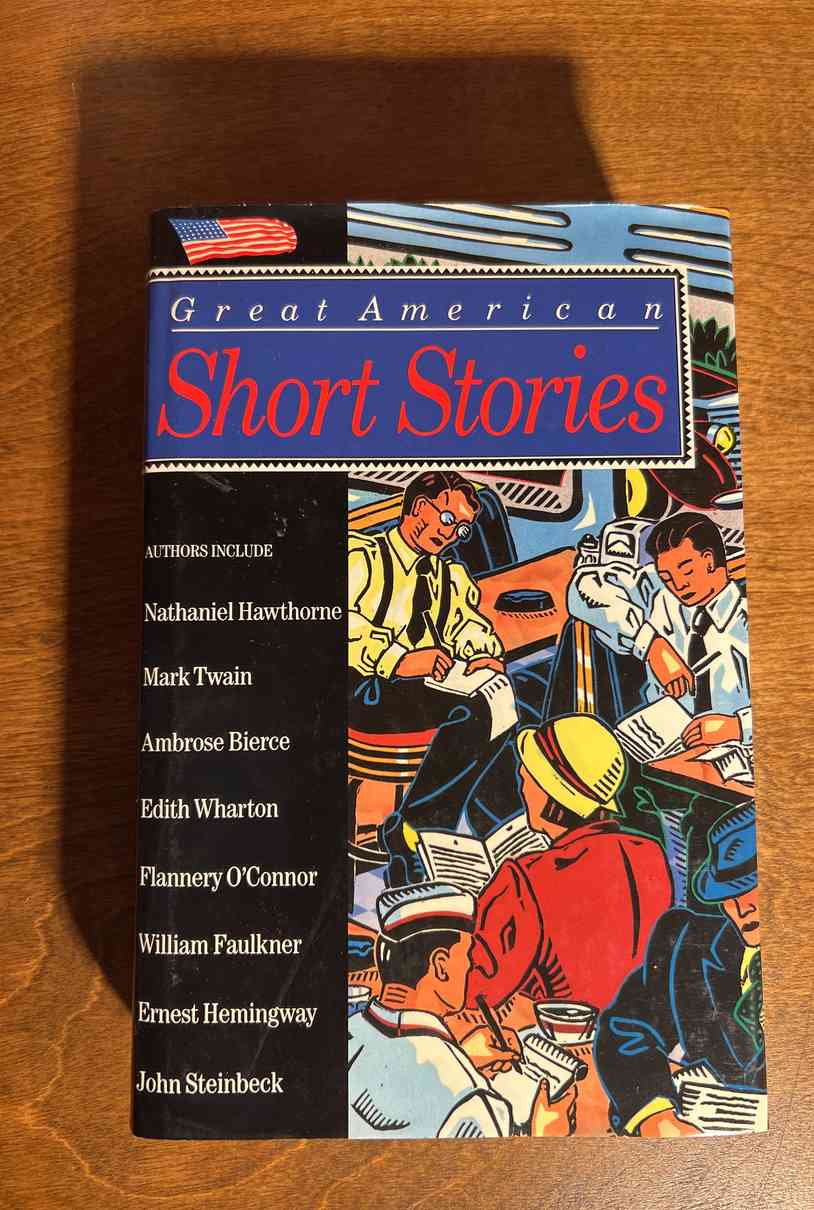 Great American
Short Stories
AUTHORS INCLUDE
Nathaniel Hawthorne
Mark Twain
Ambrose Bierce
Edith Wharton
Flannery O'Connor
William Faulkner
Ernest Hemingway
John Steinbeck